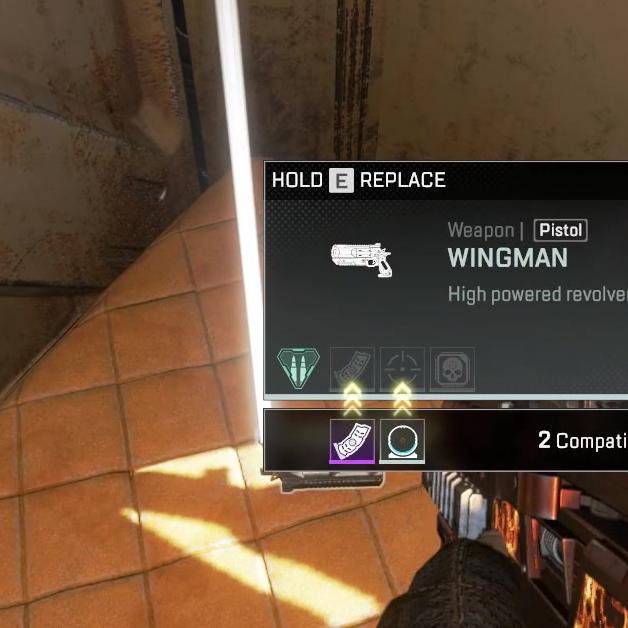 HOLD E REPLACE
Weapon | Pistol
WINGMAN
High powered revolver
2 Compati